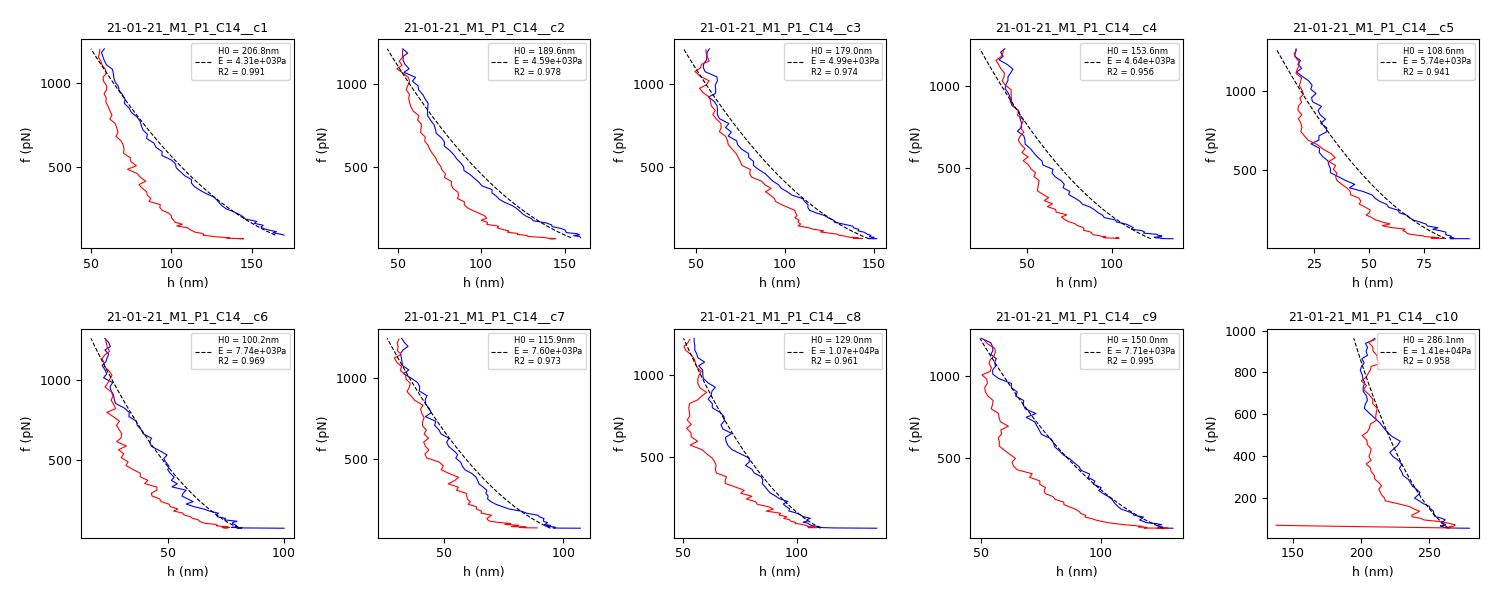 21-01-21_M1_P1_C14__c1
H0 = 206.8nm
E = 4.31e+03Pa
R2 = 0.991
1000
500
f (pN)
50 100 150
h (nm)
21-01-21_M1_P1_C14__c2
H0 = 189.6nm
E = 4.59e+03Pa
R2 = 0.978
1000
500
f (pN)
50 100 150
h (nm)
21-01-21_M1_P1_C14__c3
H0 = 179.0nm
E = 4.99e+03Pa
R2 = 0.974
1000
500
f (pN)
50 100 150
h (nm)
21-01-21_M1_P1_C14__c4
H0 = 153.6nm
E = 4.64e+03Pa
R2 = 0.956
1000
500
f (pN)
50 100
h (nm)
21-01-21_M1_P1_C14__c5
H0 = 108.6nm
E = 5.74e+03Pa
R2 = 0.941
1000
500
f (pN)
25 50 75
h (nm)
21-01-21_M1_P1_C14__c6
H0 = 100.2nm
E = 7.74e+03Pa
R2 = 0.969
1000
500
f (pN)
50 100
h (nm)
21-01-21_M1_P1_C14__c7
H0 = 115.9nm
E = 7.60e+03Pa
R2 = 0.973
1000
500
f (pN)
50 100
h (nm)
21-01-21_M1_P1_C14__c8
H0 = 129.0nm
E = 1.07e+04Pa
R2 = 0.961
1000
500
f (pN)
50 100
h (nm)
21-01-21_M1_P1_C14__c9
H0 = 150.0nm
E = 7.71e+03Pa
R2 = 0.995
1000
500
f (pN)
50 100
h (nm)
21-01-21_M1_P1_C14__c10
H0 = 286.1nm
E = 1.41e+04Pa
R2 = 0.958
1000
800
600
400
200
f (pN)
150 200 250
h (nm)